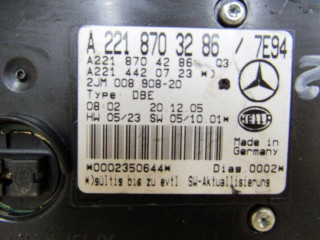 A 221 870 32 86 / 7E94
A221 870 42 86 Q3
A221 442 07 23 *)
2JM 008 908-20
Type: DBE
08:02 20.12.05
HW 05/23 SW 05/10.01*)
HELLA
Made in
Germany
*0002350644*
Diag 0002*
*)gültis bis zu evtl. SW-Aktuallisierung